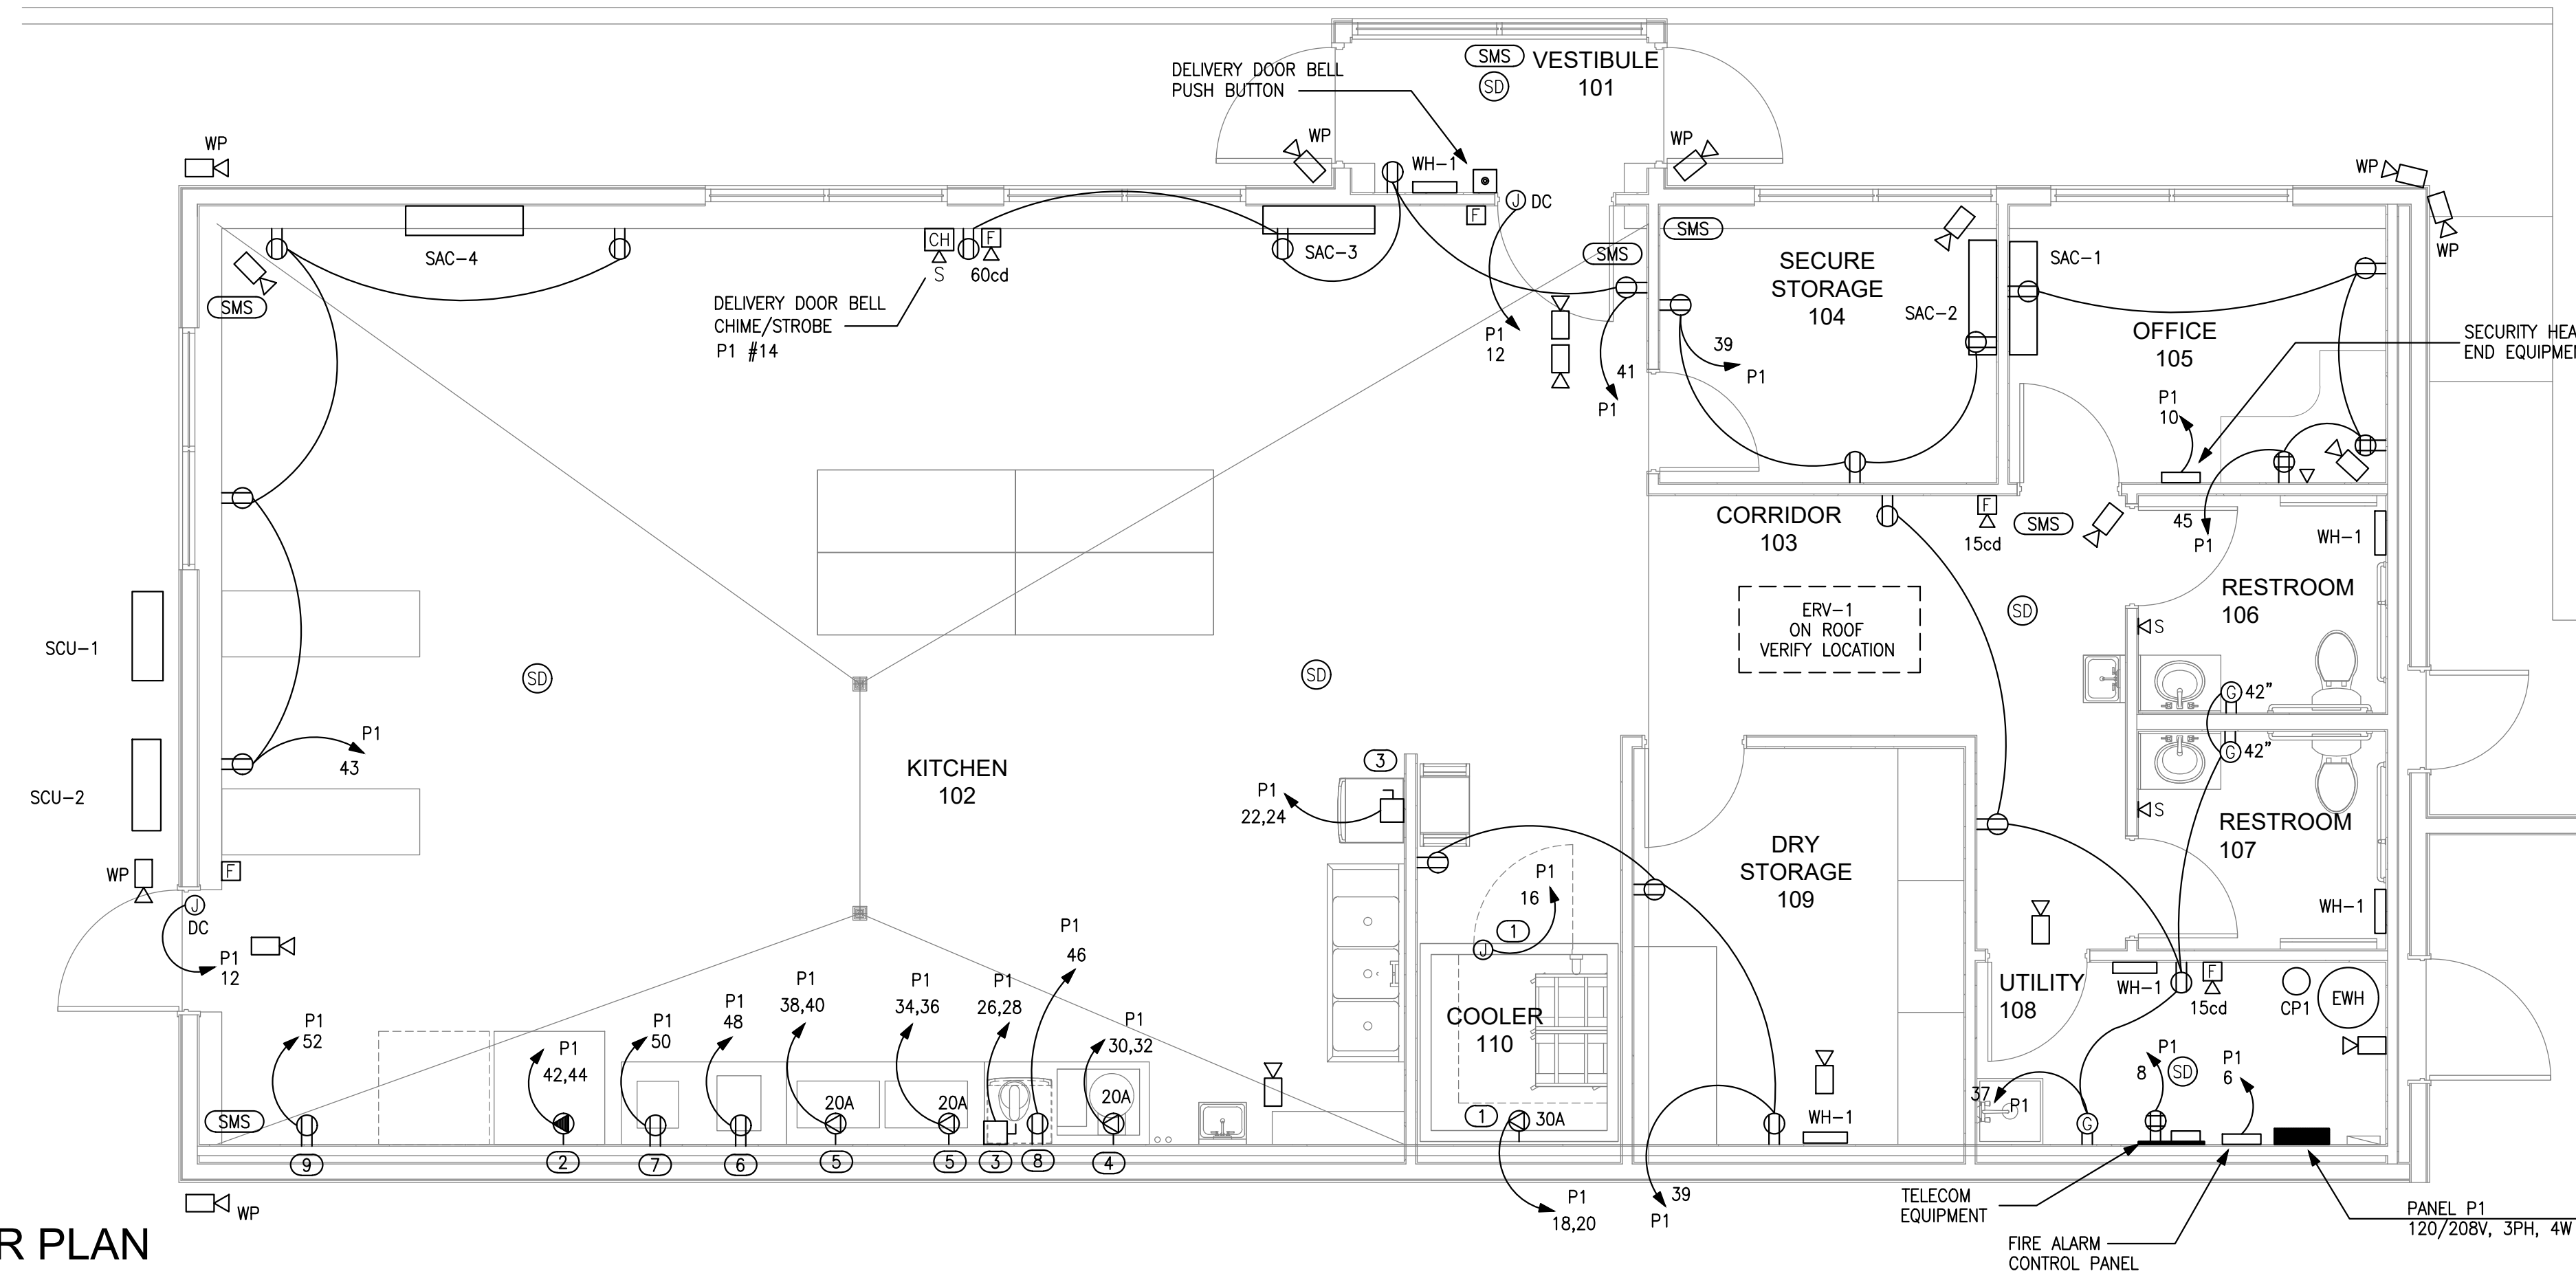 SMS
VESTIBULE
101
SD
DELIVERY DOOR BELL
PUSH BUTTON
WP
WP
WP
WP
WP
WH-1
F
J DC
SMS
SMS
SAC-4
CH
S
F
60cd
SAC-3
DELIVERY DOOR BELL
CHIME/STROBE
P1 #14
SMS
P1
12
41
P1
SECURE
STORAGE
104
SAC-2
39
P1
SAC-1
OFFICE
105
P1
10
SECURITY HEA
END EQUIPME
45
P1
CORRIDOR
103
F
15cd
SMS
WH-1
RESTROOM
106
S
ERV-1
ON ROOF
VERIFY LOCATION
SD
SCU-1
SD
SD
G 42"
G 42"
P1
43
SCU-2
KITCHEN
102
3
P1
22,24
DRY
STORAGE
109
S
RESTROOM
107
WH-1
WP
F
J
DC
P1
12
P1
16
1
J
P1
46
P1
38,40
P1
34,36
P1
26,28
P1
30,32
P1
52
P1
42,44
P1
50
P1
48
20A
20A
20A
COOLER
110
1
30A
UTILITY
108
WH-1
F
15cd
CP1
EWH
P1
8
SD
P1
6
37
P1
G
WH-1
SMS
9
2
7
6
5
5
3
8
4
WP
P1
18,20
39
P1
TELECOM
EQUIPMENT
FIRE ALARM
CONTROL PANEL
PANEL P1
120/208V, 3PH, 4W
R PLAN